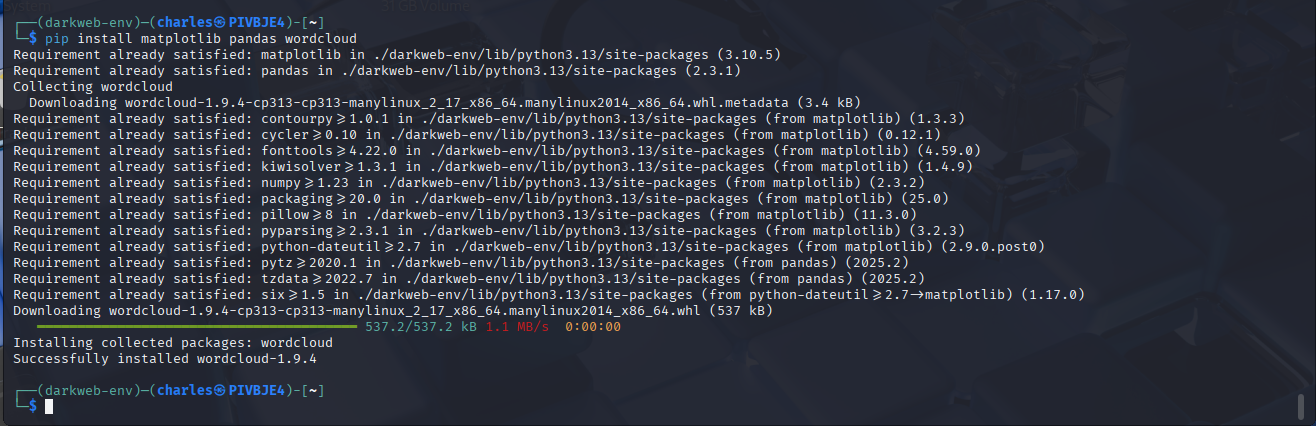 System
31 GB Volume
┌──(darkweb-env)─(charles㉿PIVBJE4)-[~]
└─$ pip install matplotlib pandas wordcloud
Requirement already satisfied: matplotlib in ./darkweb-env/lib/python3.13/site-packages (3.10.5)
Requirement already satisfied: pandas in ./darkweb-env/lib/python3.13/site-packages (2.3.1)
Collecting wordcloud
  Downloading wordcloud-1.9.4-cp313-cp313-manylinux_2_17_x86_64.manylinux2014_x86_64.whl.metadata (3.4 kB)
Requirement already satisfied: contourpy>=1.0.1 in ./darkweb-env/lib/python3.13/site-packages (from matplotlib) (1.3.3)
Requirement already satisfied: cycler>=0.10 in ./darkweb-env/lib/python3.13/site-packages (from matplotlib) (0.12.1)
Requirement already satisfied: fonttools>=4.22.0 in ./darkweb-env/lib/python3.13/site-packages (from matplotlib) (4.59.0)
Requirement already satisfied: kiwisolver>=1.3.1 in ./darkweb-env/lib/python3.13/site-packages (from matplotlib) (1.4.9)
Requirement already satisfied: numpy>=1.23 in ./darkweb-env/lib/python3.13/site-packages (from matplotlib) (2.3.2)
Requirement already satisfied: packaging>=20.0 in ./darkweb-env/lib/python3.13/site-packages (from matplotlib) (25.0)
Requirement already satisfied: pillow>=8 in ./darkweb-env/lib/python3.13/site-packages (from matplotlib) (11.3.0)
Requirement already satisfied: pyparsing>=2.3.1 in ./darkweb-env/lib/python3.13/site-packages (from matplotlib) (3.2.3)
Requirement already satisfied: python-dateutil>=2.7 in ./darkweb-env/lib/python3.13/site-packages (from matplotlib) (2.9.0.post0)
Requirement already satisfied: pytz>=2020.1 in ./darkweb-env/lib/python3.13/site-packages (from pandas) (2025.2)
Requirement already satisfied: tzdata>=2022.7 in ./darkweb-env/lib/python3.13/site-packages (from pandas) (2025.2)
Requirement already satisfied: six>=1.5 in ./darkweb-env/lib/python3.13/site-packages (from python-dateutil>=2.7->matplotlib) (1.17.0)
Downloading wordcloud-1.9.4-cp313-cp313-manylinux_2_17_x86_64.manylinux2014_x86_64.whl (537 kB)
537.2/537.2 kB 1.1 MB/s  0:00:00
Installing collected packages: wordcloud
Successfully installed wordcloud-1.9.4
┌──(darkweb-env)─(charles㉿PIVBJE4)-[~]
└─$